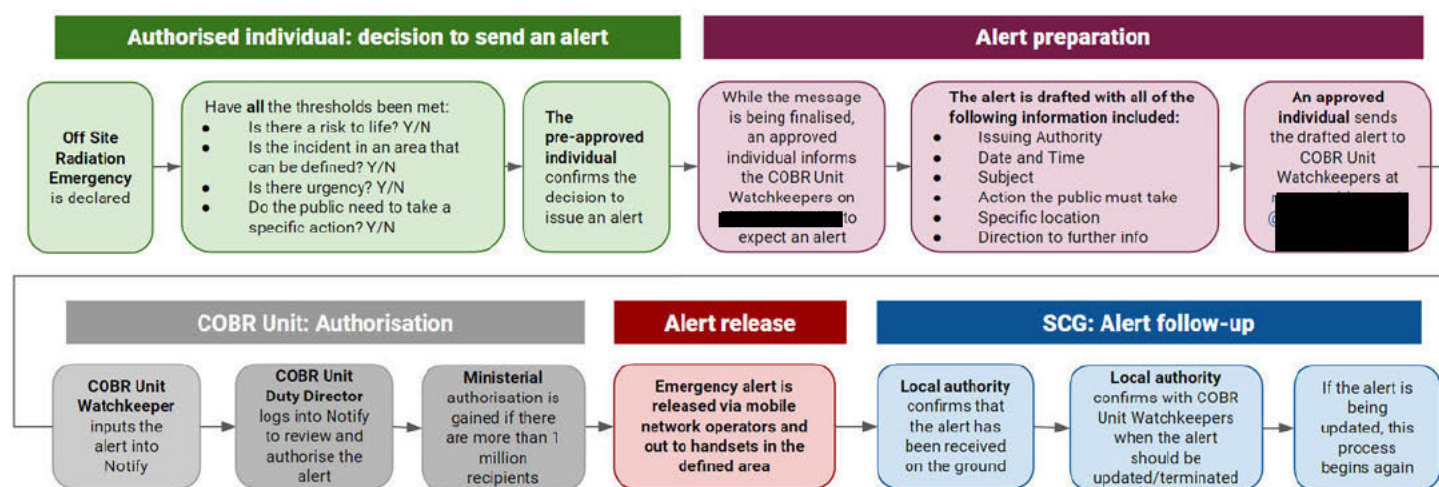 Authorised individual: decision to send an alert
Alert preparation
Off Site
Radiation
Emergency
is declared
Have all the thresholds been met:
● Is there a risk to life? Y/N
● Is the incident in an area that
can be defined? Y/N
● Is there urgency? Y/N
● Do the public need to take a
specific action? Y/N
The
pre-approved
individual
confirms the
decision to
issue an alert
While the message
is being finalised,
an approved
individual informs
the COBR Unit
Watchkeepers on
to
expect an alert
The alert is drafted with all of the
following information included:
● Issuing Authority
● Date and Time
● Subject
● Action the public must take
● Specific location
● Direction to further info
An approved
individual sends
the drafted alert to
COBR Unit
Watchkeepers at
@
COBR Unit: Authorisation
Alert release
SCG: Alert follow-up
COBR Unit
Watchkeeper
inputs the
alert into
Notify
COBR Unit
Duty Director
logs into Notify
to review and
authorise the
alert
Ministerial
authorisation is
gained if there
are more than 1
million
recipients
Emergency alert is
released via mobile
network operators and
out to handsets in the
defined area
Local authority
confirms that
the alert has
been received
on the ground
Local authority
confirms with COBR
Unit Watchkeepers
when the alert
should be
updated/terminated
If the alert is
being
updated, this
process
begins again